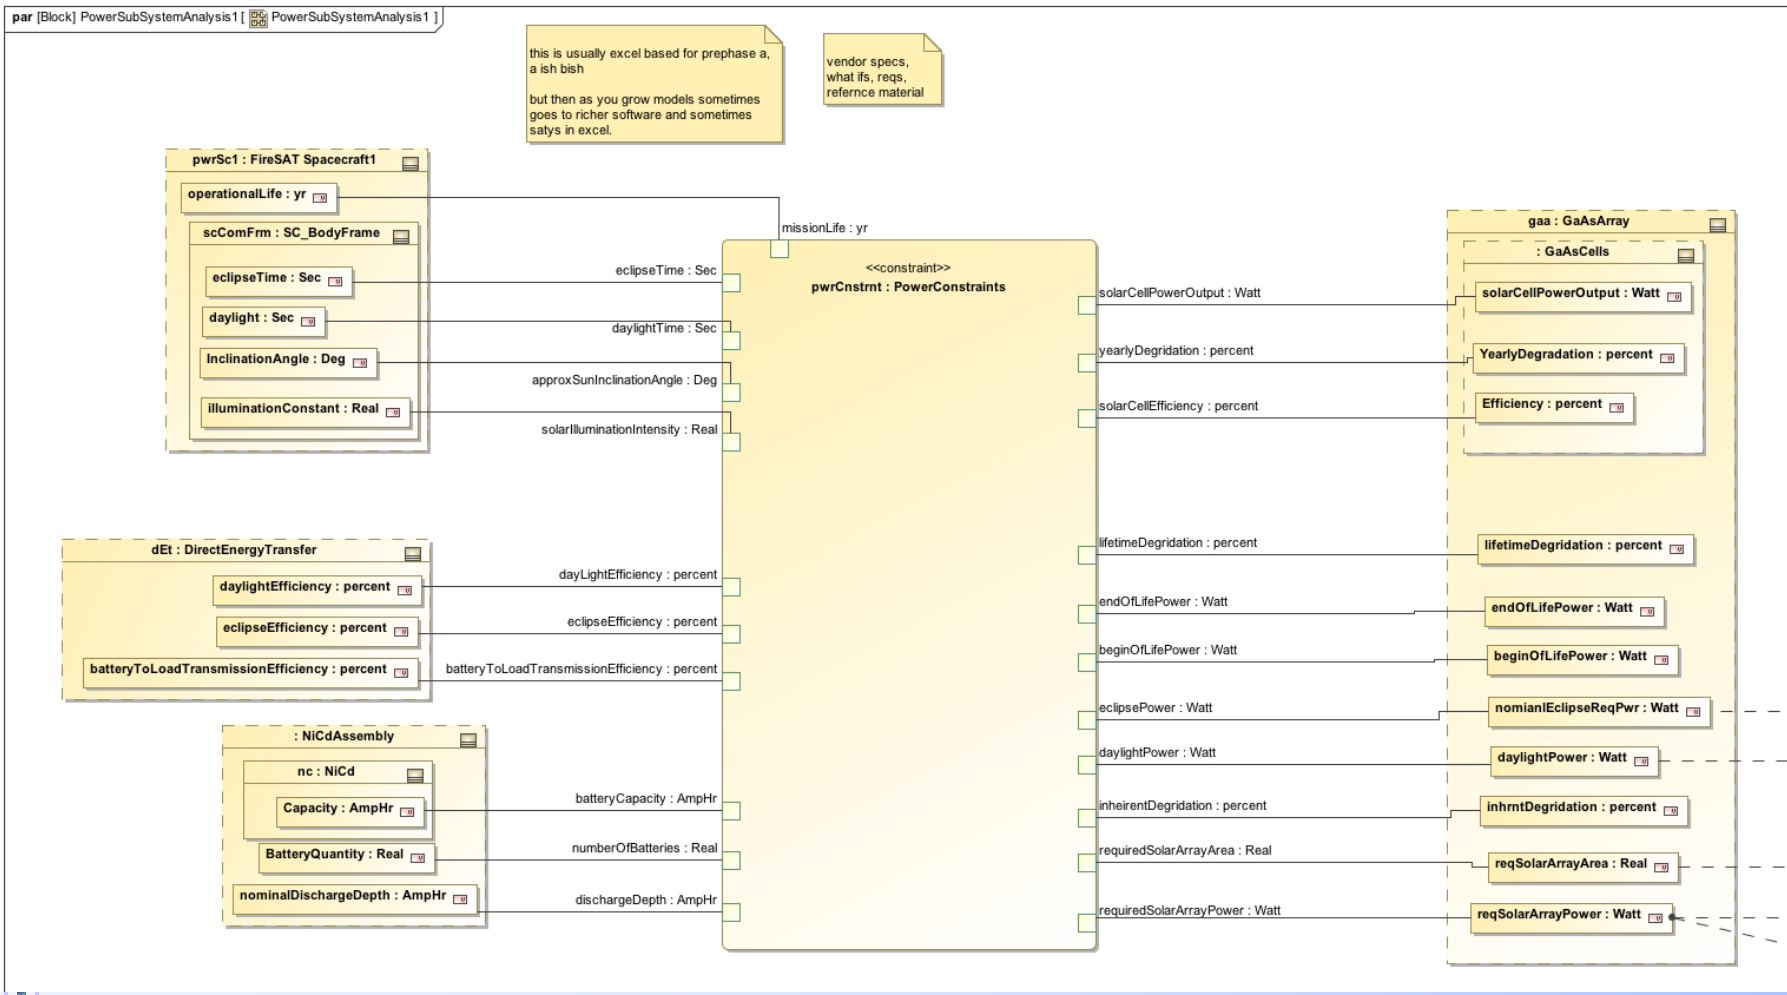 par [Block] PowerSubSystemAnalysis1 [ PowerSubSystemAnalysis1 ]
this is usually excel based for prephase a,
a ish bish
but then as you grow models sometimes
goes to richer software and sometimes
satys in excel.
vendor specs,
what ifs, reqs,
refernce material
pwrSc1 : FireSAT Spacecraft1
operationalLife : yr
scComFrm : SC_BodyFrame
eclipseTime : Sec
daylight : Sec
InclinationAngle : Deg
illuminationConstant : Real
dEt : DirectEnergyTransfer
daylightEfficiency : percent
eclipseEfficiency : percent
batteryToLoadTransmissionEfficiency : percent
: NiCdAssembly
nc : NiCd
Capacity : AmpHr
BatteryQuantity : Real
nominalDischargeDepth : AmpHr
missionLife : yr
eclipseTime : Sec
daylightTime : Sec
approxSunInclinationAngle : Deg
solarIlluminationIntensity : Real
dayLightEfficiency : percent
eclipseEfficiency : percent
batteryToLoadTransmissionEfficiency : percent
batteryCapacity : AmpHr
numberOfBatteries : Real
dischargeDepth : AmpHr
<<constraint>>
pwrCnstrnt : PowerConstraints
solarCellPowerOutput : Watt
yearlyDegridation : percent
solarCellEfficiency : percent
lifetimeDegridation : percent
endOfLifePower : Watt
beginOfLifePower : Watt
eclipsePower : Watt
daylightPower : Watt
inheirentDegridation : percent
requiredSolarArrayArea : Real
requiredSolarArrayPower : Watt
gaa : GaAsArray
: GaAsCells
solarCellPowerOutput : Watt
YearlyDegradation : percent
Efficiency : percent
lifetimeDegridation : percent
endOfLifePower : Watt
beginOfLifePower : Watt
nomianlEclipseReqPwr : Watt
daylightPower : Watt
inhrntDegridation : percent
reqSolarArrayArea : Real
reqSolarArrayPower : Watt